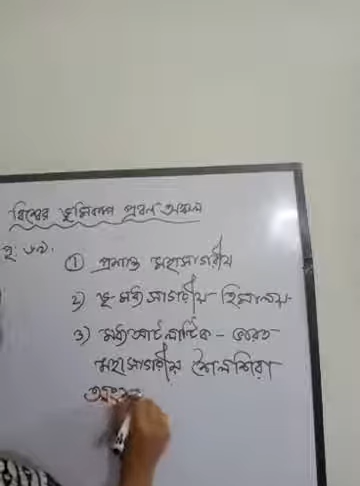 বিশ্বের ভূমিকম্প প্রবণ অঞ্চল
পৃ: ৬৯.
① প্রশান্ত মহাসাগরীয়
২) ভূ-মধ্য সাগরীয় - হিমালয়
৩) মধ্য আটলান্টিক - ভারত
মহাসাগরীয় শৈলশিরা